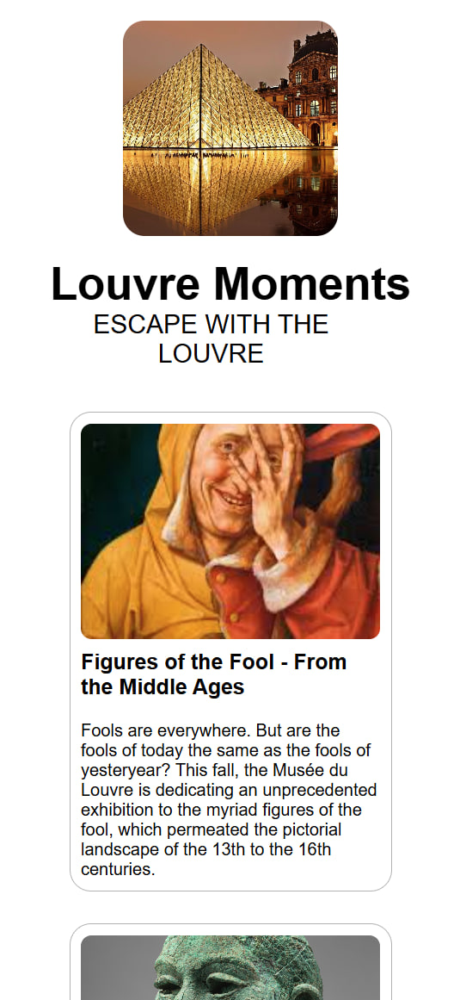 Louvre Moments
ESCAPE WITH THE
LOUVRE
Figures of the Fool - From
the Middle Ages
Fools are everywhere. But are the
fools of today the same as the fools of
yesteryear? This fall, the Musée du
Louvre is dedicating an unprecedented
exhibition to the myriad figures of the
fool, which permeated the pictorial
landscape of the 13th to the 16th
centuries.